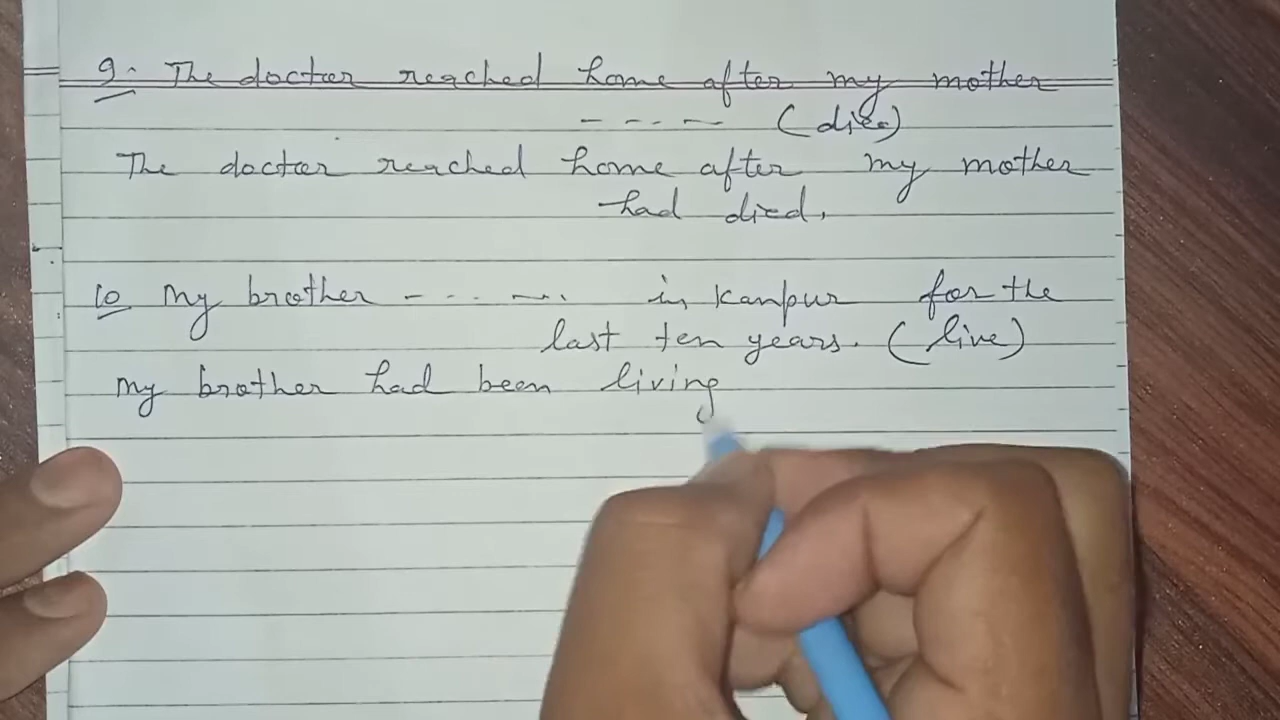 9. The doctor reached home after my mother
- - - - (die)
The doctor reached home after my mother
had died.
10 My brother - - - - - in Kanpur for the
last ten years. (live)
My brother had been living